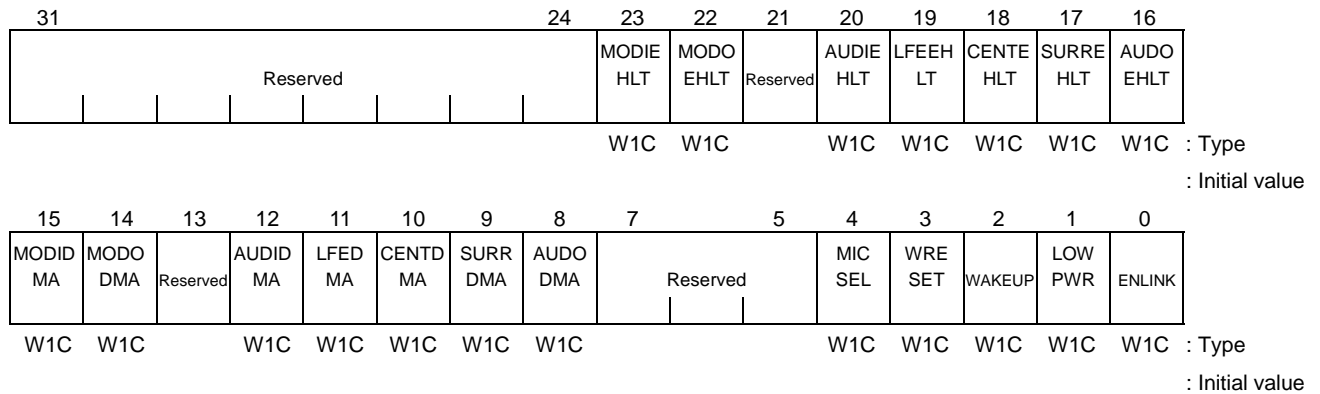 31 24 23 22 21 20 19 18 17 16
MODIE MODO AUDIE LFEEH CENTE SURRE AUDO
Reserved HLT EHLT Reserved HLT LT HLT HLT EHLT
W1C W1C W1C W1C W1C W1C W1C : Type
: Initial value
15 14 13 12 11 10 9 8 7 5 4 3 2 1 0
MODID MODO AUDID LFED CENTD SURR AUDO MIC WRE LOW
MA DMA Reserved MA MA MA DMA DMA Reserved SEL SET WAKEUP PWR ENLINK
W1C W1C W1C W1C W1C W1C W1C W1C W1C W1C W1C W1C : Type
: Initial value